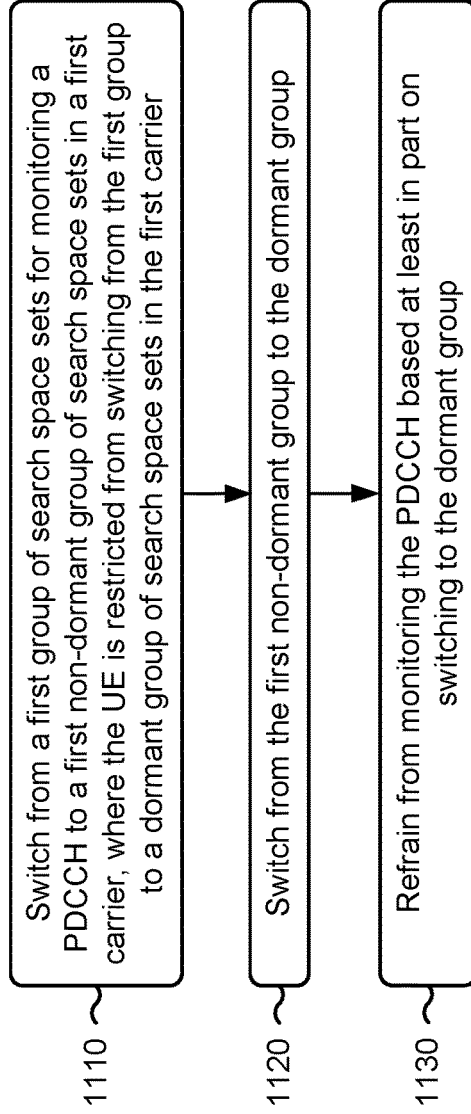 1110
Switch from a first group of search space sets for monitoring a
PDCCH to a first non-dormant group of search space sets in a first
carrier, where the UE is restricted from switching from the first group
to a dormant group of search space sets in the first carrier
1120
Switch from the first non-dormant group to the dormant group
1130
Refrain from monitoring the PDCCH based at least in part on
switching to the dormant group